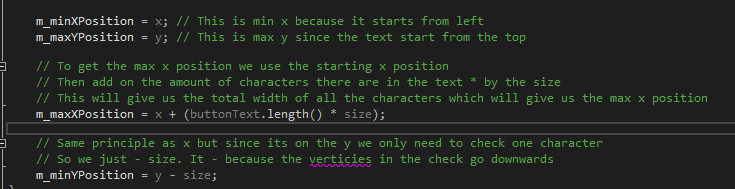 m_minXPosition = x; // This is min x because it starts from left
m_maxYPosition = y; // This is max y since the text start from the top
// To get the max x position we use the starting x position
// Then add on the amount of characters there are in the text * by the size
// This will give us the total width of all the characters which will give us the max x position
m_maxXPosition = x + (buttonText.length() * size);
// Same principle as x but since its on the y we only need to check one character
// So we just - size. It - because the verticies in the check go downwards
m_minYPosition = y - size;